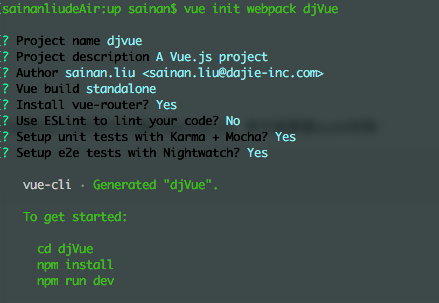 [sainanliudeAir:up sainan$ vue init webpack djVue
[? Project name djvue
[? Project description A Vue.js project
[? Author sainan.liu <sainan.liu@dajie-inc.com>
? Vue build standalone
[? Install vue-router? Yes
[? Use ESLint to lint your code? No
[? Setup unit tests with Karma + Mocha? Yes
[? Setup e2e tests with Nightwatch? Yes
vue-cli · Generated "djVue".
To get started:
cd djVue
npm install
npm run dev